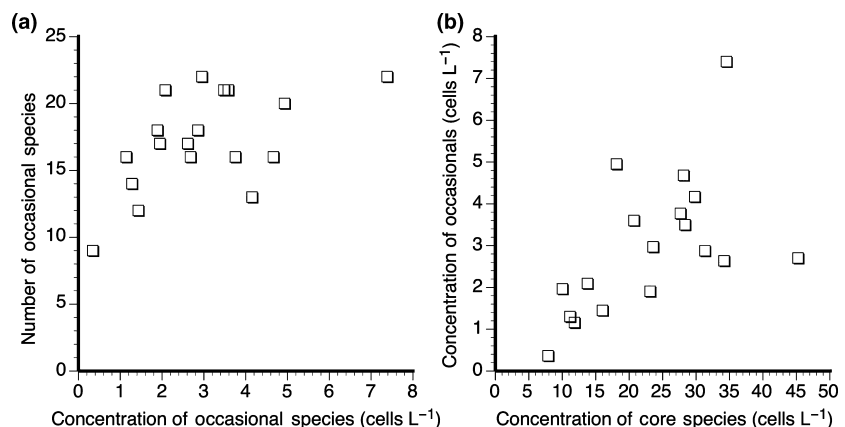 (a)
25
20
15
10
5
0
Number of occasional species
0 1 2 3 4 5 6 7 8
Concentration of occasional species (cells L⁻¹)
(b)
8
7
6
5
4
3
2
1
0
Concentration of occasionals (cells L⁻¹)
0 5 10 15 20 25 30 35 40 45 50
Concentration of core species (cells L⁻¹)